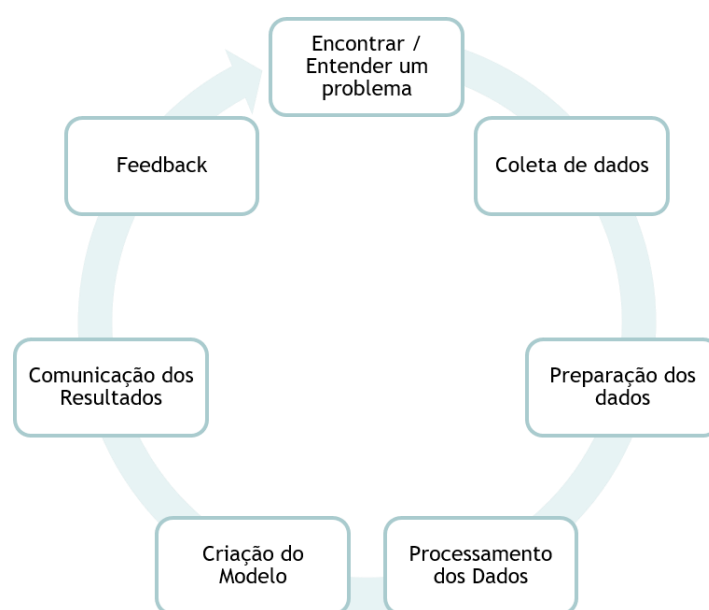 Encontrar /
Entender um
problema
Coleta de dados
Preparação dos
dados
Processamento
dos Dados
Criação do
Modelo
Comunicação dos
Resultados
Feedback